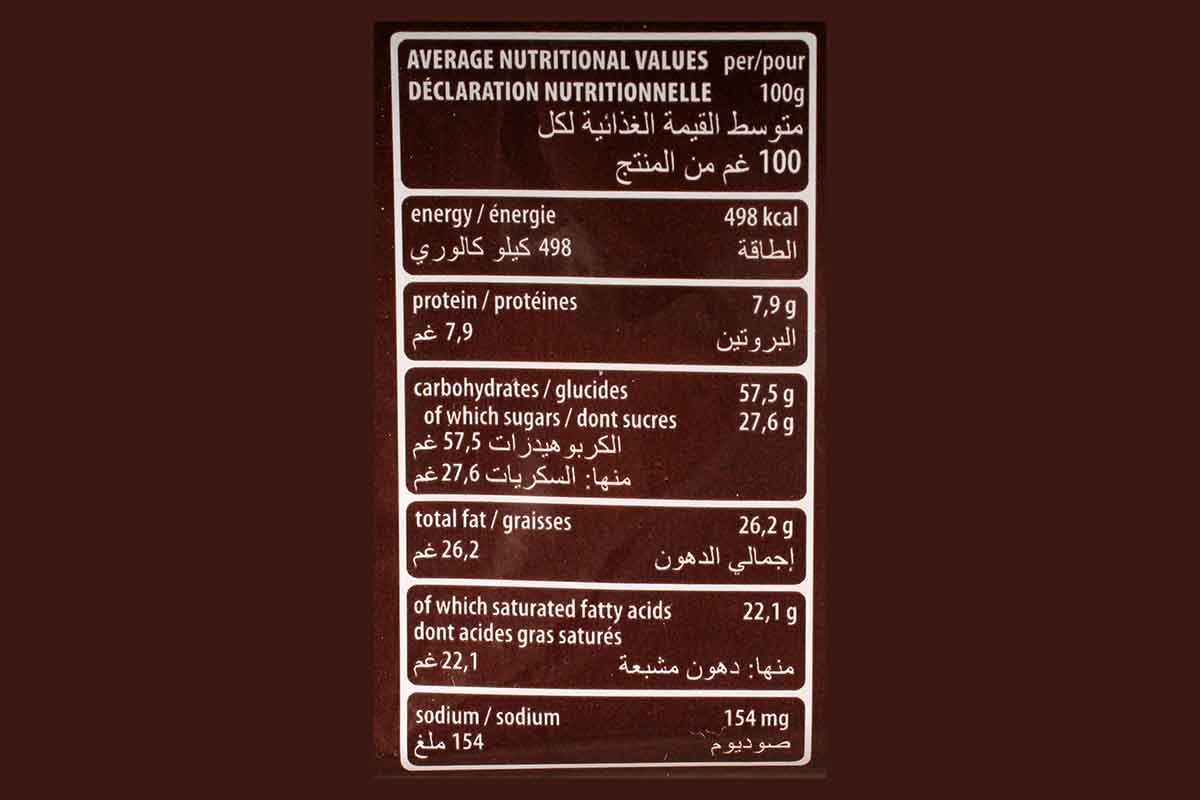 AVERAGE NUTRITIONAL VALUES per/pour
DÉCLARATION NUTRITIONNELLE 100g
متوسط القيمة الغذائية لكل
100 غم من المنتج
energy / énergie 498 kcal
الطاقة 498 كيلو كالوري
protein / protéines 7,9 g
البروتين 7,9 غم
carbohydrates / glucides 57,5 g
of which sugars / dont sucres 27,6 g
الكربوهيدزات 57,5 غم
منها: السكريات 27,6 غم
total fat / graisses 26,2 g
إجمالي الدهون 26,2 غم
of which saturated fatty acids 22,1 g
dont acides gras saturés
منها: دهون مشبعة 22,1 غم
sodium / sodium 154 mg
صوديوم 154 ملغ